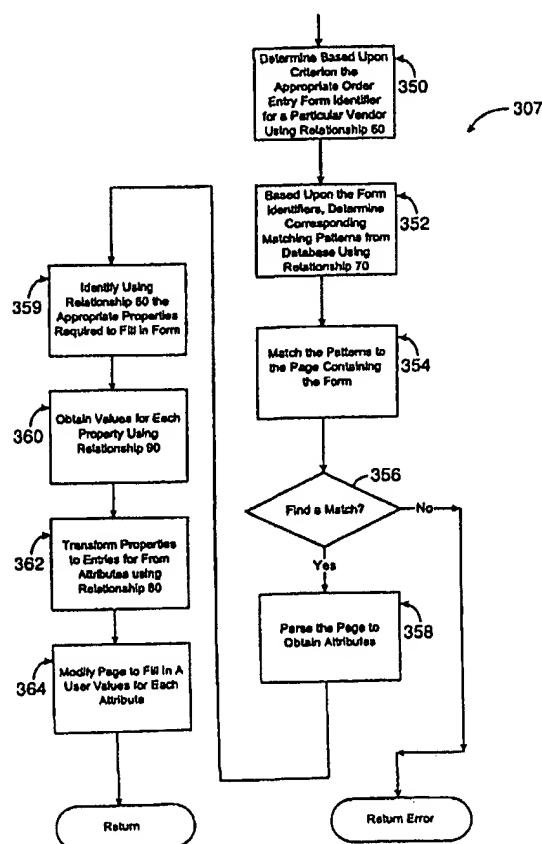 Determine Based Upon
Criterion the
Appropriate Order
Entry Form Identifier
for a Particular Vendor
Using Relationship 60
350
307
Based Upon the Form
Identifiers, Determine
Corresponding
Matching Patterns from
Database Using
Relationship 70
352
Match the Patterns to
the Page Containing
the Form
354
356
Find a Match?
No
Yes
Parse the Page to
Obtain Attributes
358
Return Error
359
Identify Using
Relationship 60 the
Appropriate Properties
Required to Fill in Form
360
Obtain Values for Each
Property Using
Relationship 90
362
Transform Properties
to Entries for From
Attributes using
Relationship 80
364
Modify Page to Fill In A
User Values for Each
Attribute
Return